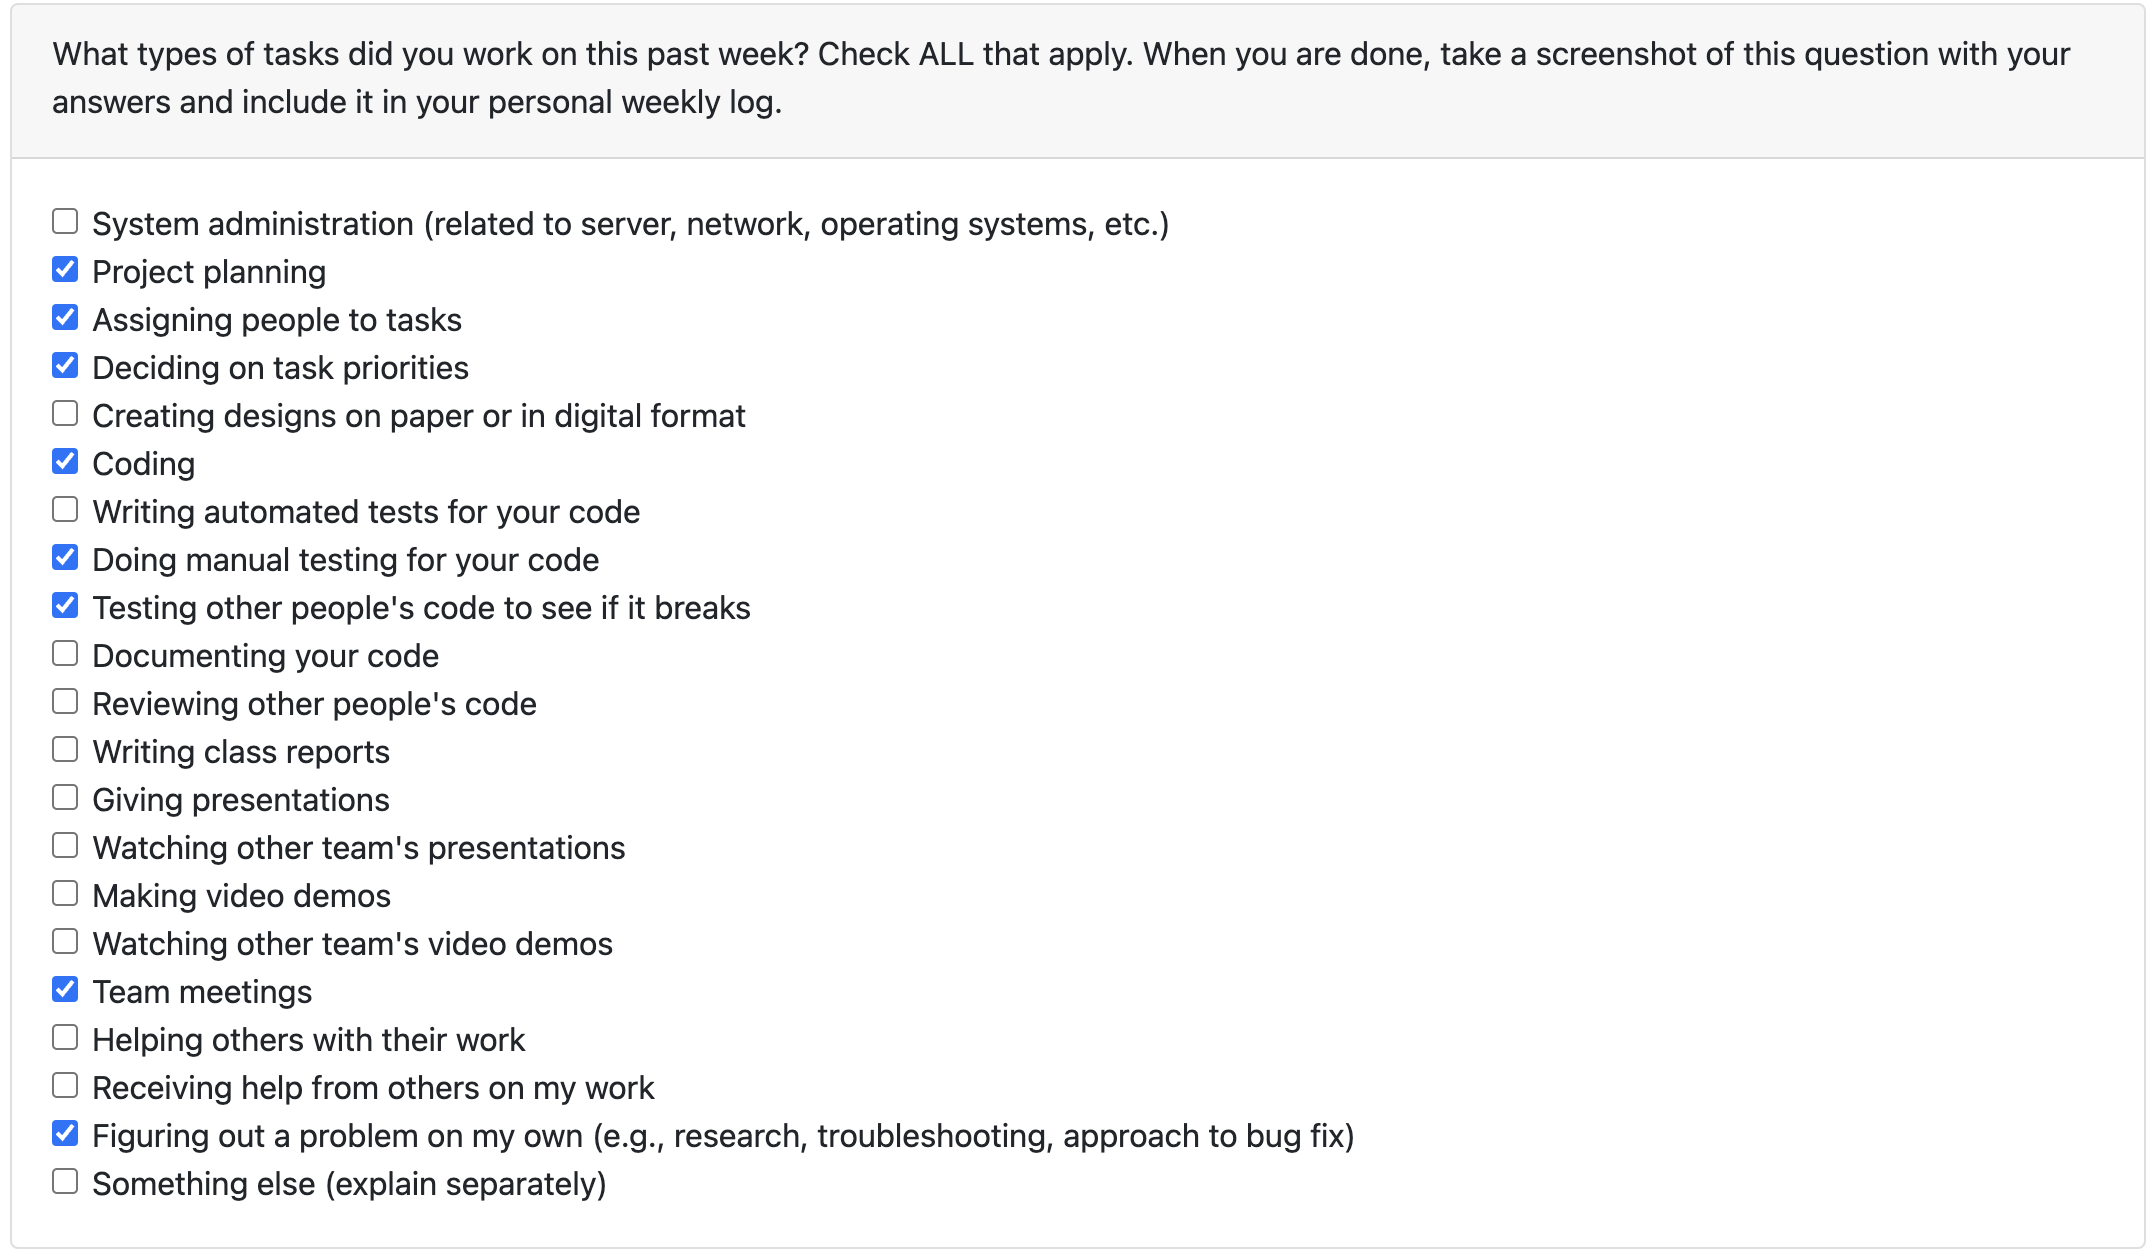 What types of tasks did you work on this past week? Check ALL that apply. When you are done, take a screenshot of this question with your
answers and include it in your personal weekly log.
System administration (related to server, network, operating systems, etc.)
Project planning
Assigning people to tasks
Deciding on task priorities
Creating designs on paper or in digital format
Coding
Writing automated tests for your code
Doing manual testing for your code
Testing other people's code to see if it breaks
Documenting your code
Reviewing other people's code
Writing class reports
Giving presentations
Watching other team's presentations
Making video demos
Watching other team's video demos
Team meetings
Helping others with their work
Receiving help from others on my work
Figuring out a problem on my own (e.g., research, troubleshooting, approach to bug fix)
Something else (explain separately)